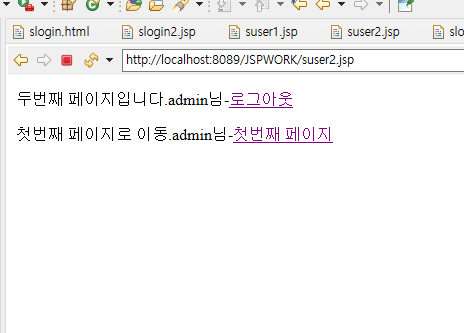 slogin.html slogin2.jsp suser1.jsp suser2.jsp
http://localhost:8089/JSPWORK/suser2.jsp
두번째 페이지입니다.admin님-로그아웃
첫번째 페이지로 이동.admin님-첫번째 페이지